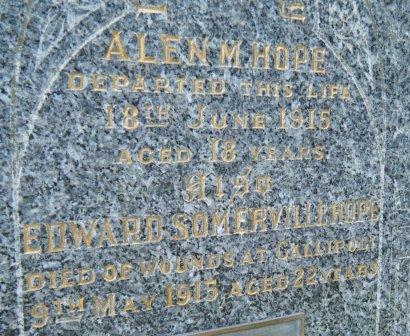 ALEN M. HOPE
DEPARTED THIS LIFE
18TH JUNE 1915
AGED 18 YEARS
ALSO
EDWARD SOMERVILLE HOPE
DIED OF WOUNDS AT GALLIPOLI
9TH MAY 1915, AGED 22 YEARS